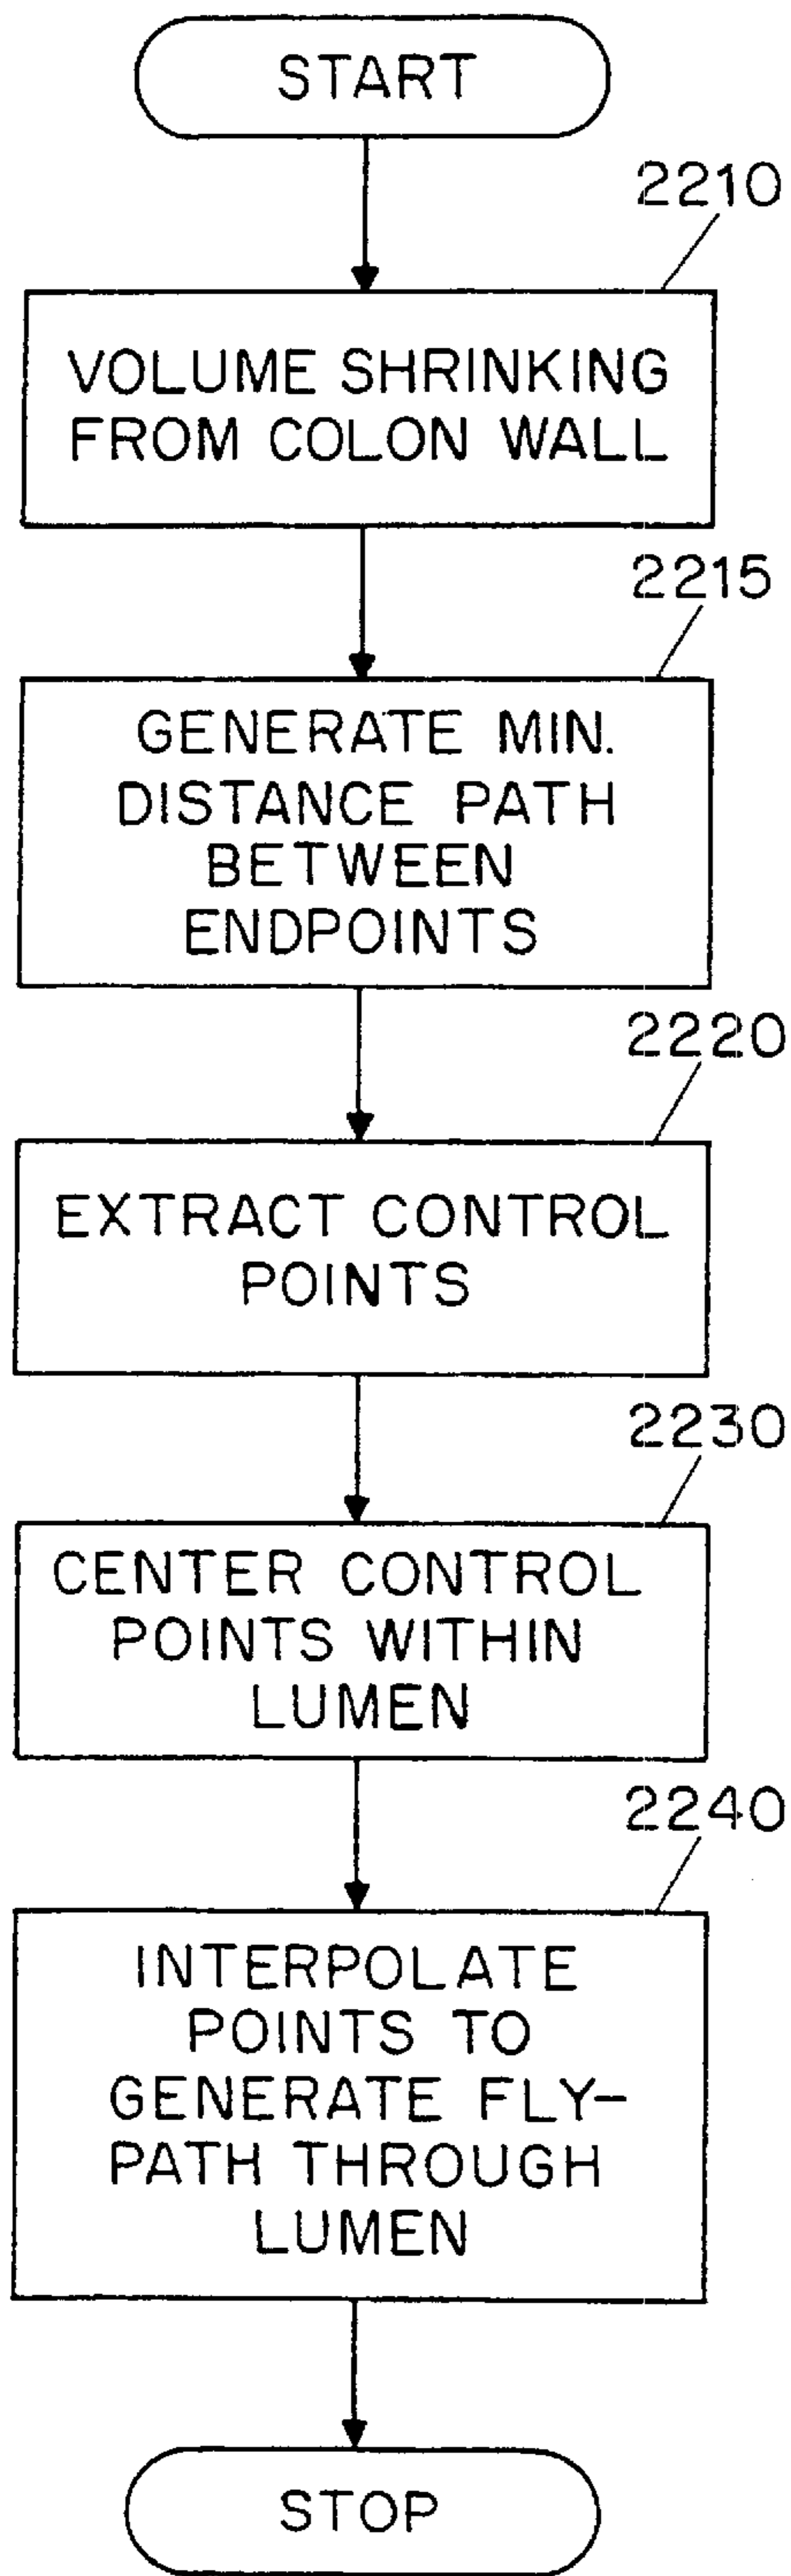 START
2210
VOLUME SHRINKING
FROM COLON WALL
2215
GENERATE MIN.
DISTANCE PATH
BETWEEN
ENDPOINTS
2220
EXTRACT CONTROL
POINTS
2230
CENTER CONTROL
POINTS WITHIN
LUMEN
2240
INTERPOLATE
POINTS TO
GENERATE FLY-
PATH THROUGH
LUMEN
STOP